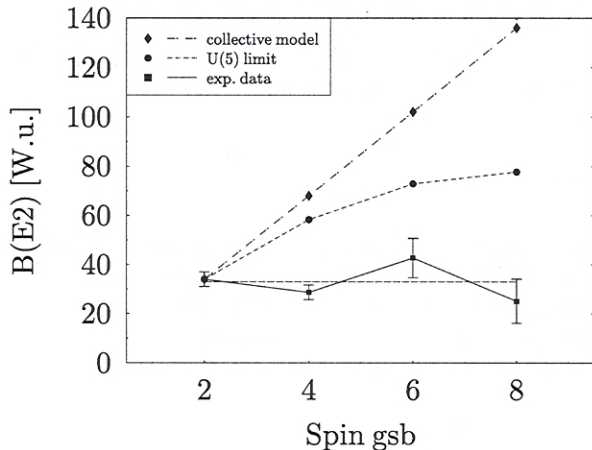 140
120
100
80
60
40
20
0
B(E2) [W.u.]
collective model
U(5) limit
exp. data
2 4 6 8
Spin gsb